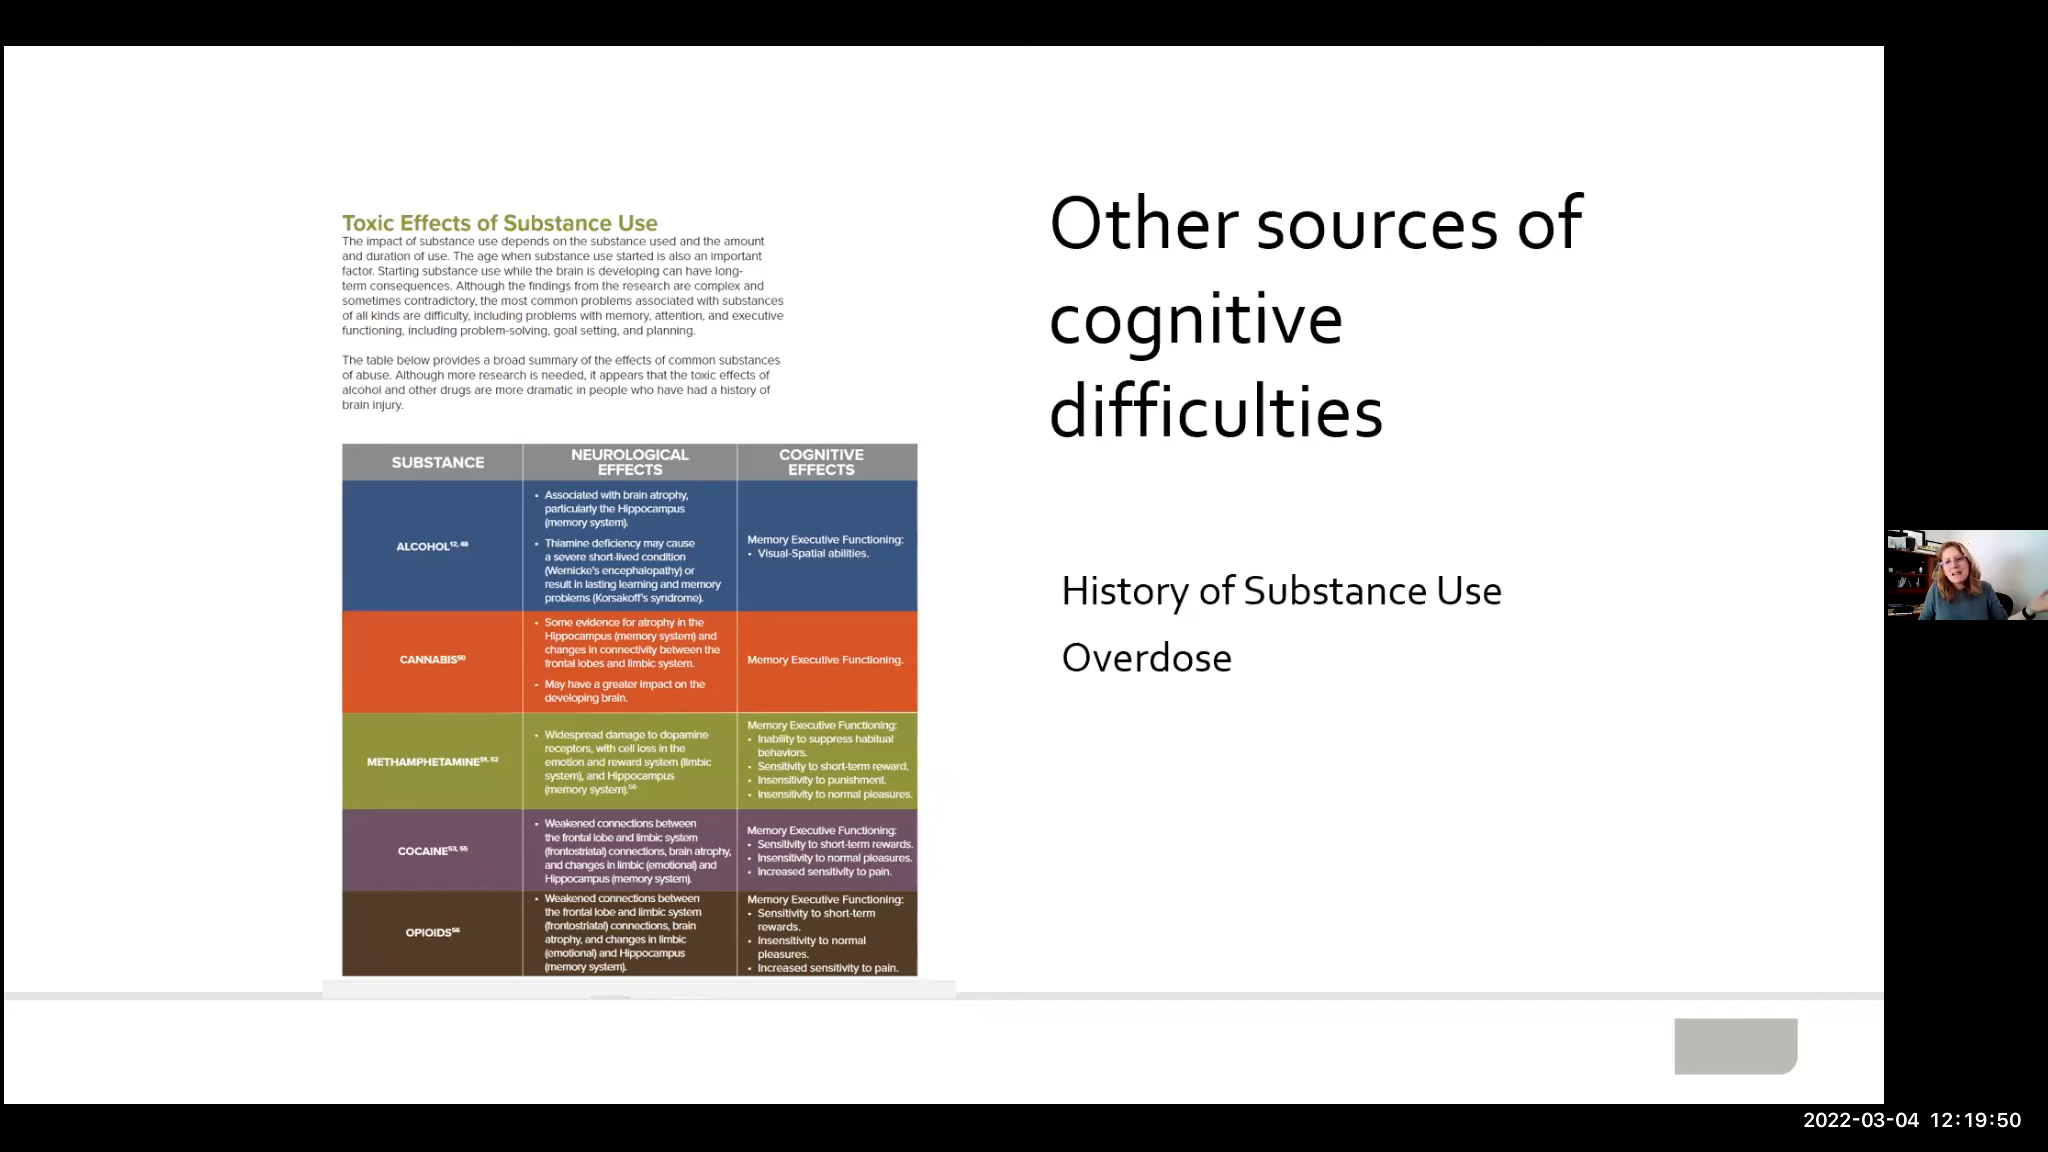 Toxic Effects of Substance Use
The impact of substance use depends on the substance used and the amount
and duration of use. The age when substance use started is also an important
factor. Starting substance use while the brain is developing can have long-
term consequences. Although the findings from the research are complex and
sometimes contradictory, the most common problems associated with substances
of all kinds are difficulty, including problems with memory, attention, and executive
functioning, including problem-solving, goal setting, and planning.
The table below provides a broad summary of the effects of common substances
of abuse. Although more research is needed, it appears that the toxic effects of
alcohol and other drugs are more dramatic in people who have had a history of
brain injury.
SUBSTANCE
NEUROLOGICAL
EFFECTS
COGNITIVE
EFFECTS
ALCOHOL12, 48
• Associated with brain atrophy,
particularly the Hippocampus
(memory system).
• Thiamine deficiency may cause
a severe short-lived condition
(Wernicke's encephalopathy) or
result in lasting learning and memory
problems (Korsakoff's syndrome).
Memory Executive Functioning:
• Visual-Spatial abilities.
CANNABIS50
• Some evidence for atrophy in the
Hippocampus (memory system) and
changes in connectivity between the
frontal lobes and limbic system.
• May have a greater impact on the
developing brain.
Memory Executive Functioning.
METHAMPHETAMINE51, 52
• Widespread damage to dopamine
receptors, with cell loss in the
emotion and reward system (limbic
system), and Hippocampus
(memory system).56
Memory Executive Functioning:
• Inability to suppress habitual
behaviors.
• Sensitivity to short-term reward.
• Insensitivity to punishment.
• Insensitivity to normal pleasures.
COCAINE53, 55
• Weakened connections between
the frontal lobe and limbic system
(frontostriatal) connections, brain atrophy,
and changes in limbic (emotional) and
Hippocampus (memory system).
Memory Executive Functioning:
• Sensitivity to short-term rewards.
• Insensitivity to normal pleasures.
• Increased sensitivity to pain.
OPIOIDS56
• Weakened connections between
the frontal lobe and limbic system
(frontostriatal) connections, brain
atrophy, and changes in limbic
(emotional) and Hippocampus
(memory system).
Memory Executive Functioning:
• Sensitivity to short-term
rewards.
• Insensitivity to normal
pleasures.
• Increased sensitivity to pain.
Other sources of
cognitive
difficulties
History of Substance Use
Overdose
2022-03-04 12:19:50